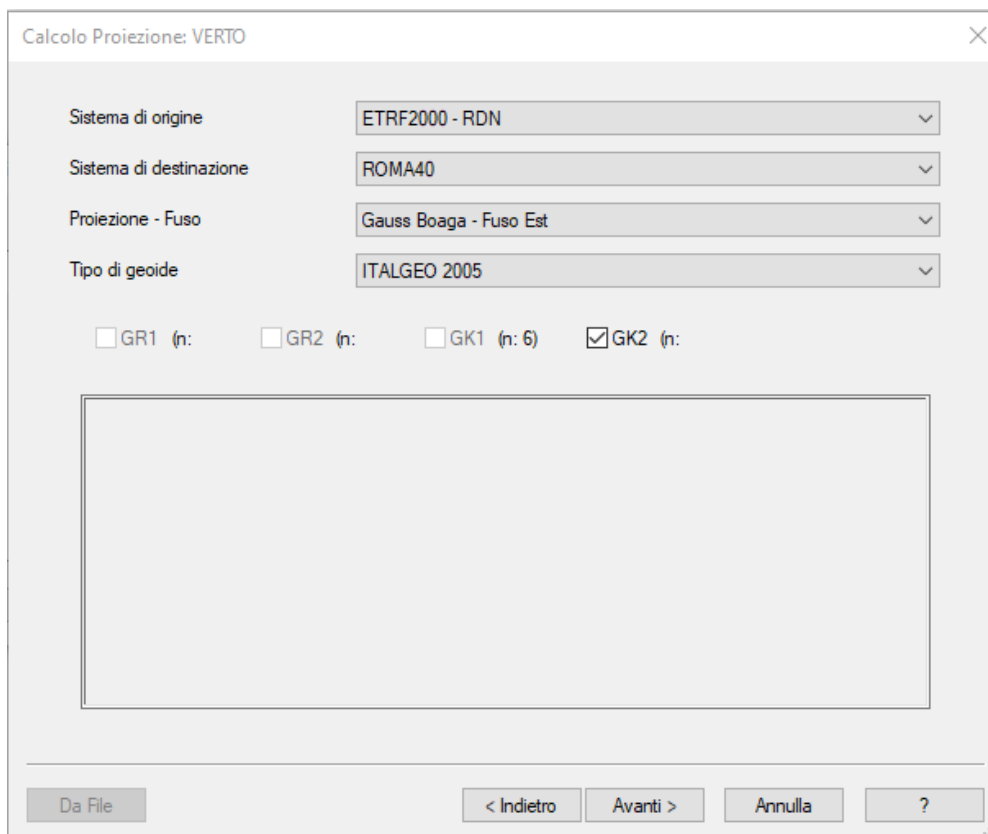 Calcolo Proiezione: VERTO
Sistema di origine ETRF2000 - RDN
Sistema di destinazione ROMA40
Proiezione - Fuso Gauss Boaga - Fuso Est
Tipo di geoide ITALGEO 2005
GR1 (n: GR2 (n: GK1 (n: 6) GK2 (n:
Da File < Indietro Avanti > Annulla ?